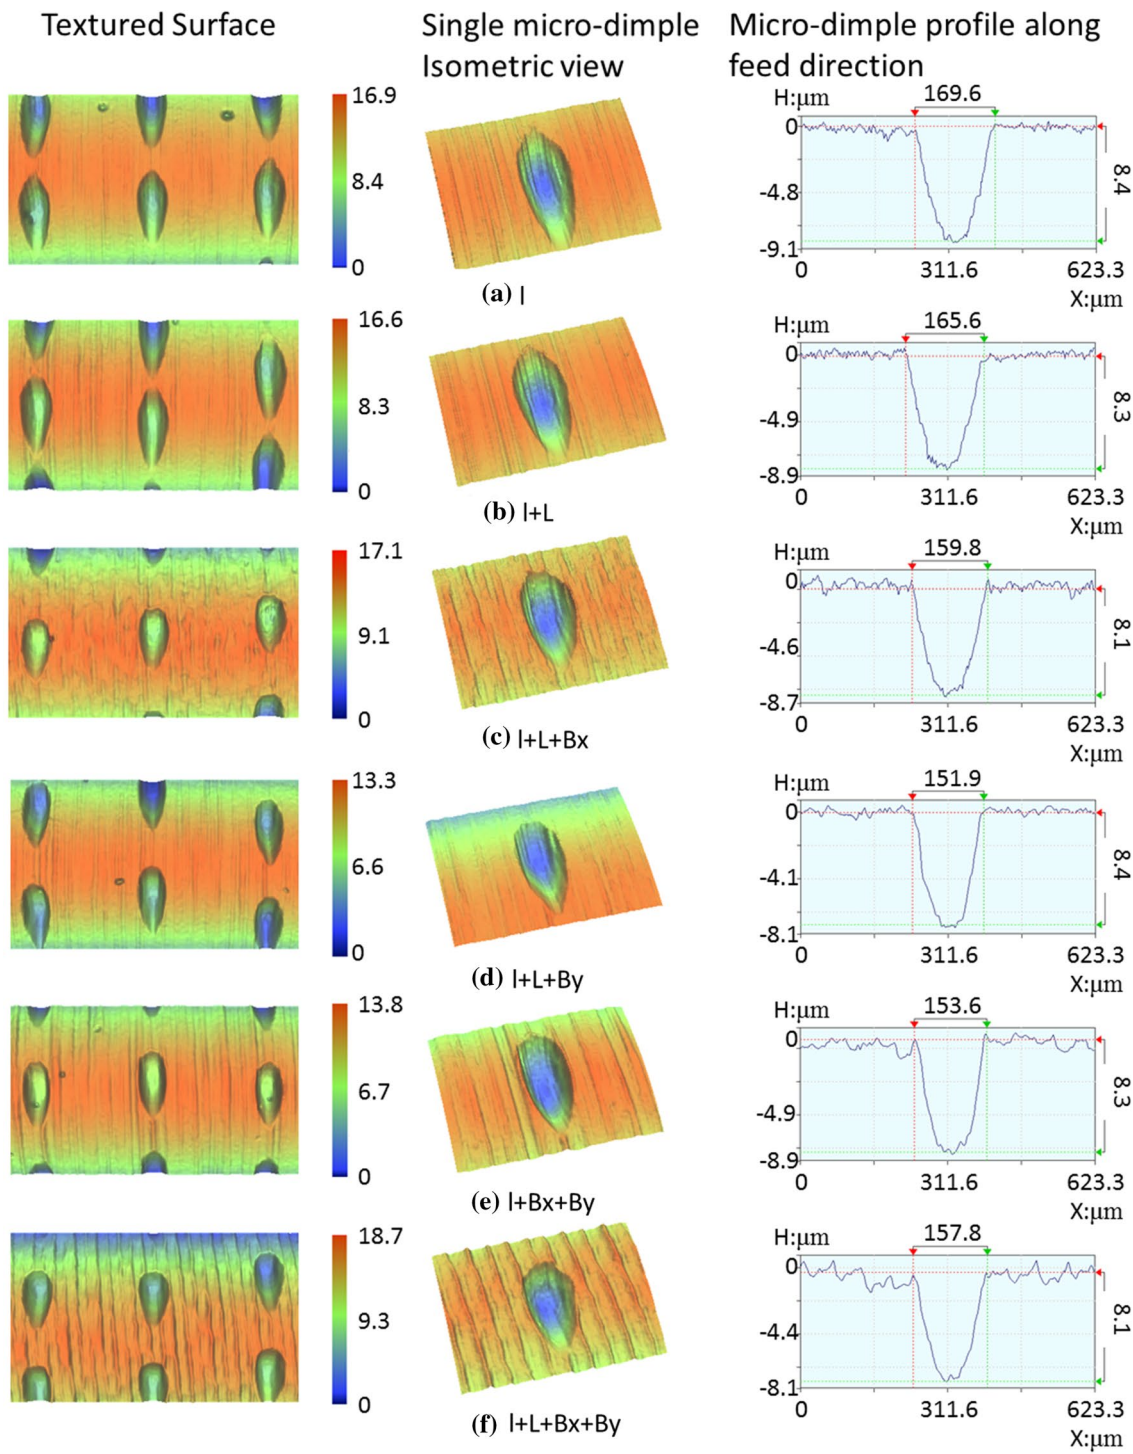 Textured Surface
Single micro-dimple
Isometric view
Micro-dimple profile along
feed direction
16.9
8.4
0
(a) l
H:μm
169.6
0
-4.8
-9.1
0 311.6 623.3
X:μm
8.4
16.6
8.3
0
(b) l+L
H:μm
165.6
0
-4.9
-8.9
0 311.6 623.3
X:μm
8.3
17.1
9.1
0
(c) l+L+Bx
H:μm
159.8
0
-4.6
-8.7
0 311.6 623.3
X:μm
8.1
13.3
6.6
0
(d) l+L+By
H:μm
151.9
0
-4.1
-8.1
0 311.6 623.3
X:μm
8.4
13.8
6.7
0
(e) l+Bx+By
H:μm
153.6
0
-4.9
-8.9
0 311.6 623.3
X:μm
8.3
18.7
9.3
0
(f) l+L+Bx+By
H:μm
157.8
0
-4.4
-8.1
0 311.6 623.3
X:μm
8.1